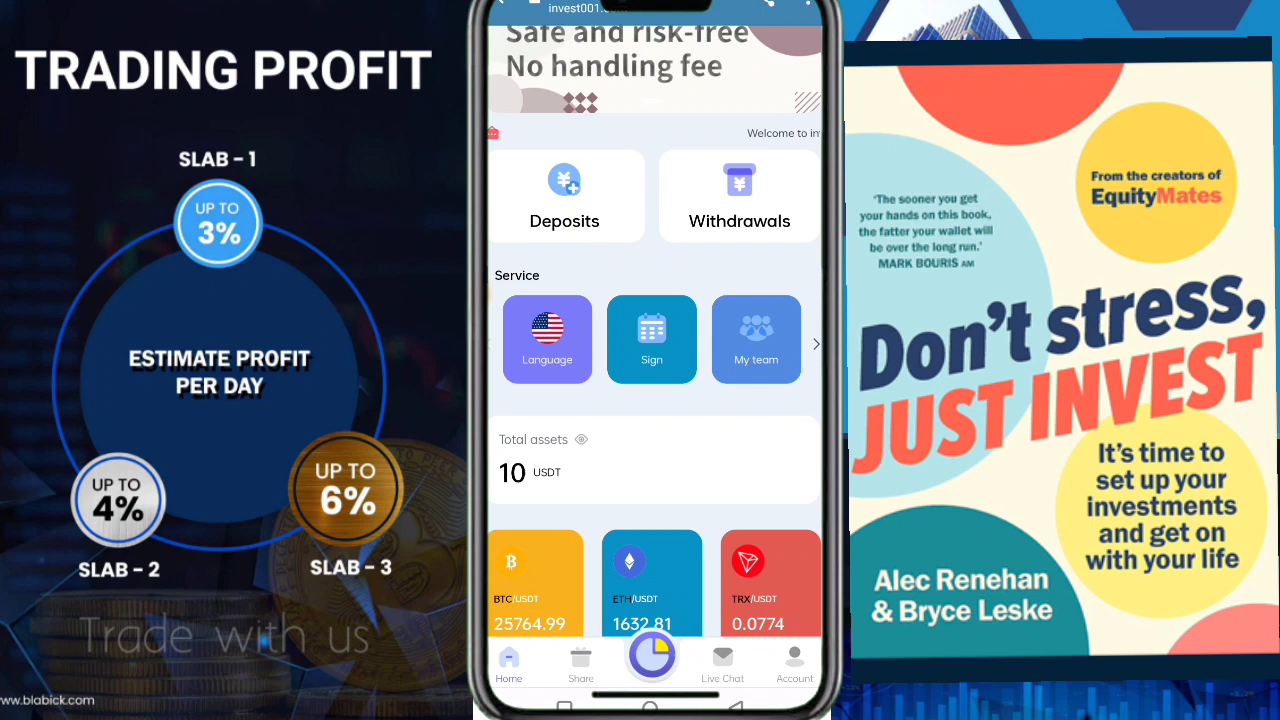 TRADING PROFIT
SLAB - 1
UP TO
3%
ESTIMATE PROFIT
PER DAY
UP TO
4%
UP TO
6%
SLAB - 2
SLAB - 3
Trade with us
www.blabick.com
Safe and risk-free
No handling fee
Welcome to
Deposits
Withdrawals
Service
Language
Sign
My team
Total assets
10 USDT
BTC/USDT
ETH/USDT
TRX/USDT
25764.99
1632.81
0.0774
Home
Share
Live Chat
Account
From the creators of
EquityMates
'The sooner you get
your hands on this book,
the fatter your wallet will
be over the long run.'
MARK BOURIS AM
Don't stress,
JUST INVEST
It's time to
set up your
investments
and get on
with your life
Alec Renehan
& Bryce Leske